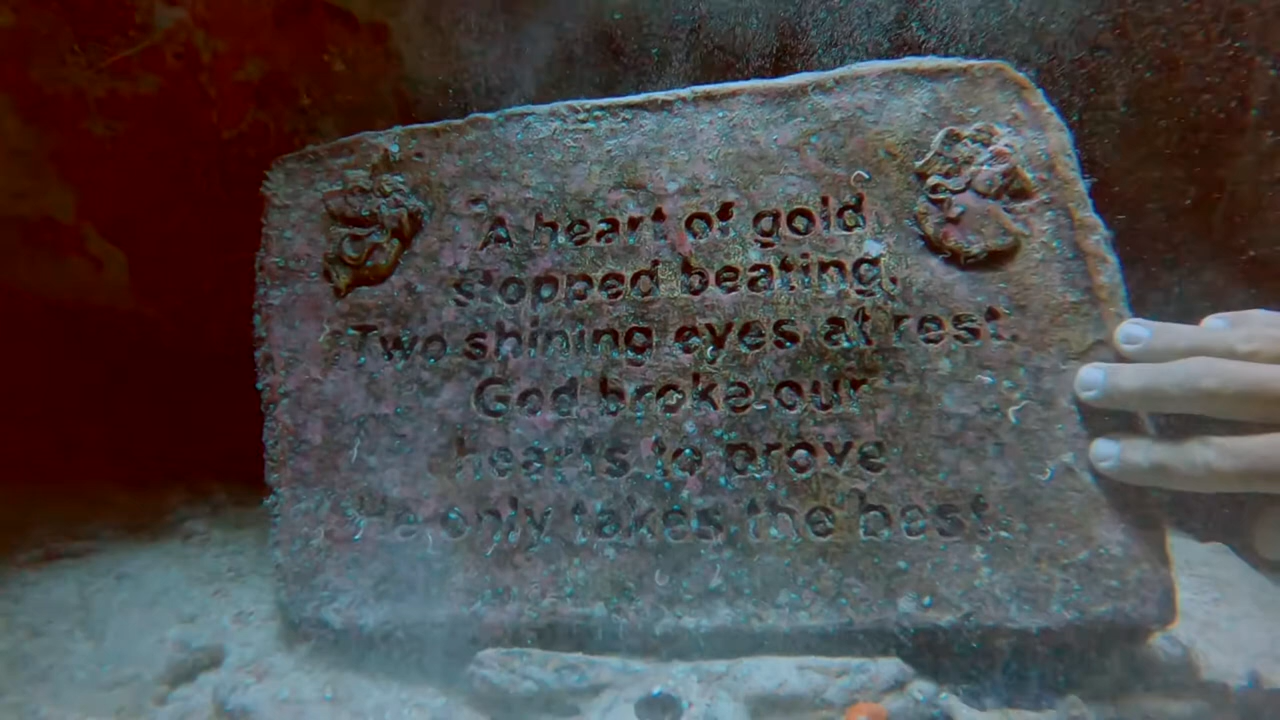 A heart of gold
stopped beating.
Two shining eyes at rest.
God broke our
hearts to prove
He only takes the best.